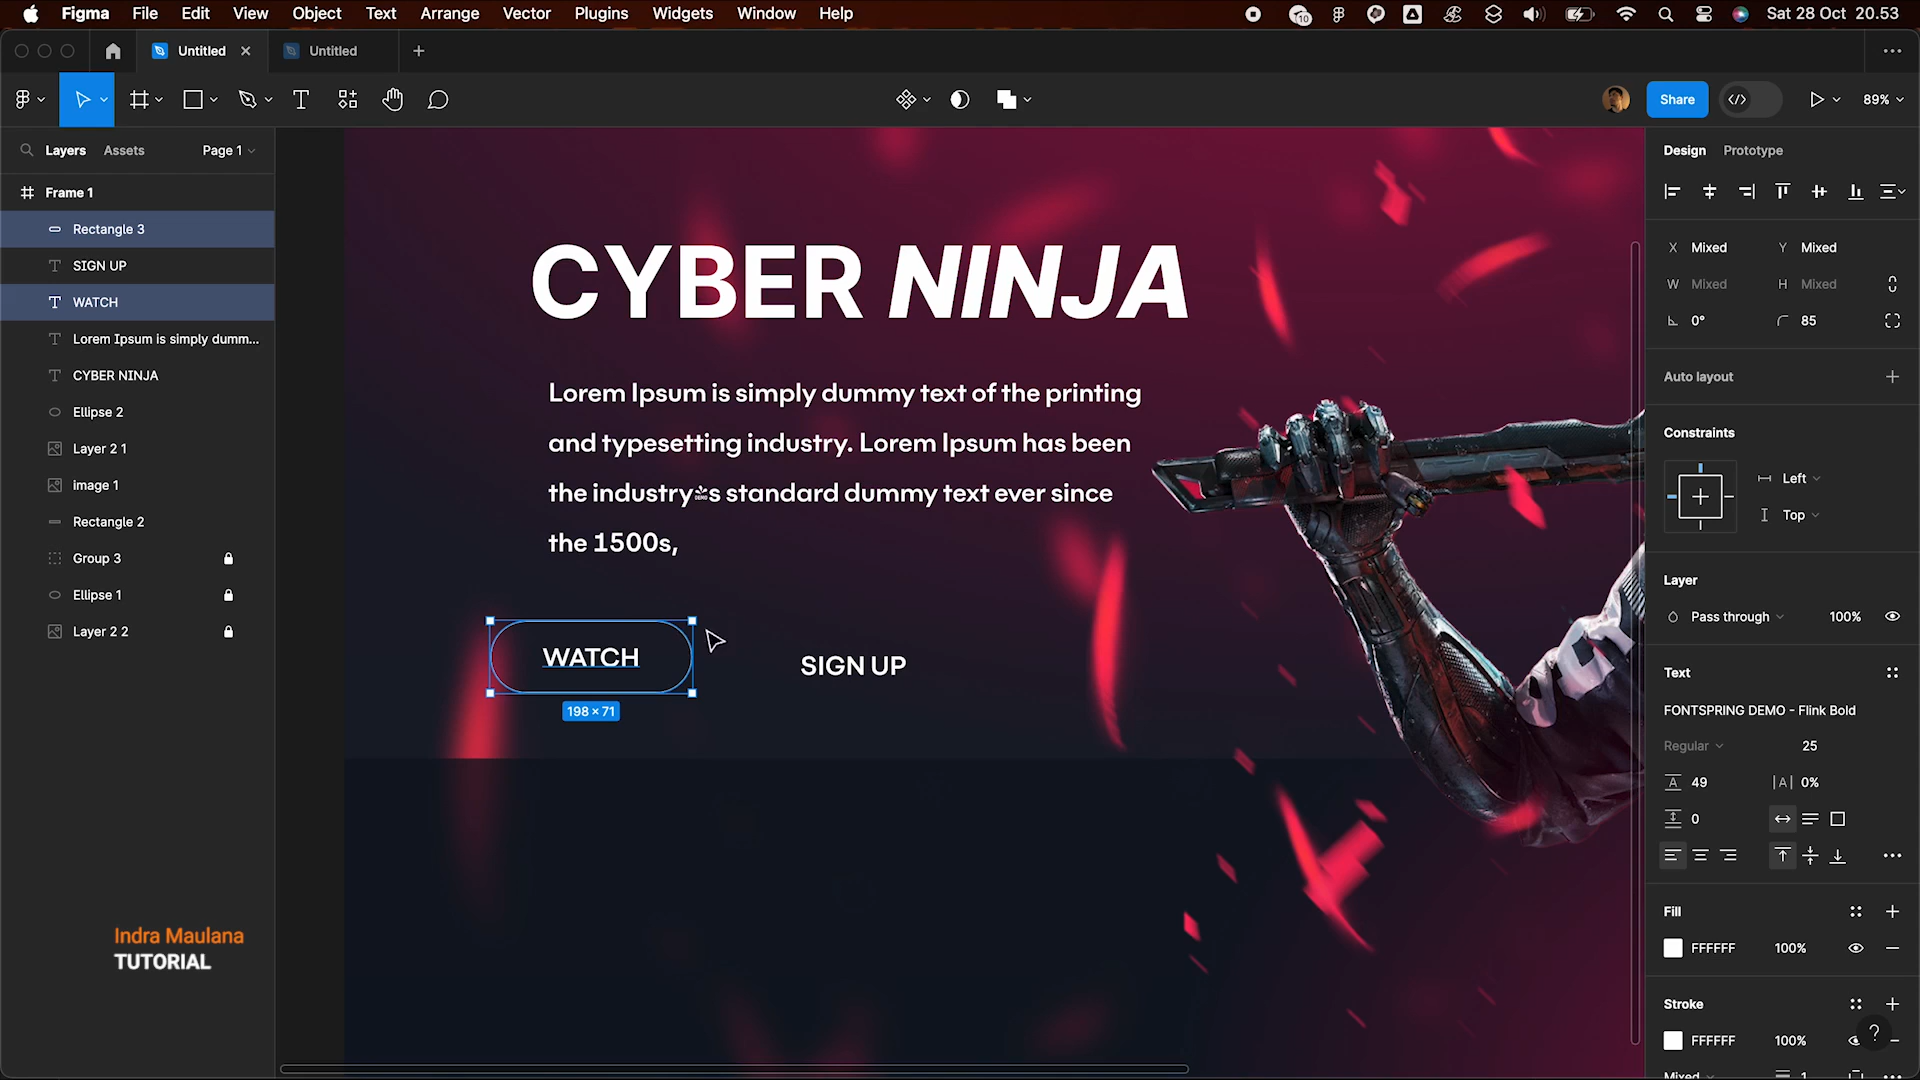 Figma File Edit View Object Text Arrange Vector Plugins Widgets Window Help
10
Sat 28 Oct 20.53
Untitled
Untitled
Share
89%
Layers Assets Page 1
Frame 1
Rectangle 3
SIGN UP
WATCH
Lorem Ipsum is simply dumm...
CYBER NINJA
Ellipse 2
Layer 2 1
image 1
Rectangle 2
Group 3
Ellipse 1
Layer 2 2
Indra Maulana
TUTORIAL
CYBER NINJA
Lorem Ipsum is simply dummy text of the printing
and typesetting industry. Lorem Ipsum has been
the industry s standard dummy text ever since
the 1500s,
WATCH
SIGN UP
198 × 71
Design Prototype
X Mixed Y Mixed
W Mixed H Mixed
0° 85
Auto layout
Constraints
Left
Top
Layer
Pass through 100%
Text
FONTSPRING DEMO - Flink Bold
Regular 25
49 |A| 0%
0
Fill
FFFFFF 100%
Stroke
FFFFFF 100%
?
Mixed 1